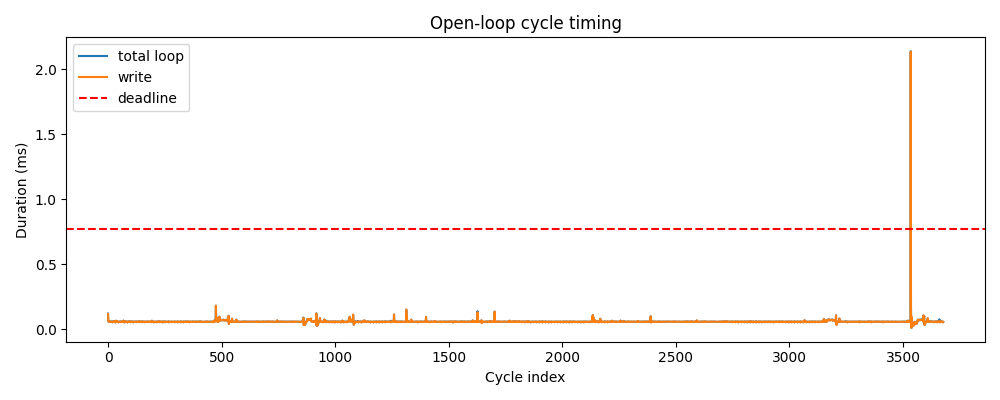 Open-loop cycle timing
total loop
write
deadline
Duration (ms)
2.0
1.5
1.0
0.5
0.0
0 500 1000 1500 2000 2500 3000 3500
Cycle index